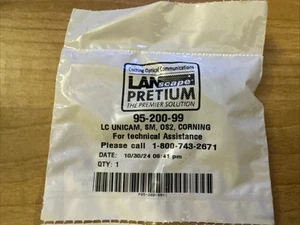 Corning Optical Communications
LANscape®
PRETIUM
THE PREMIER SOLUTION
95-200-99
LC UNICAM, SM, OS2, CORNING
For technical Assistance
Please call 1-800-743-2671
DATE: 10/30/24 06:41 pm
QTY: 1